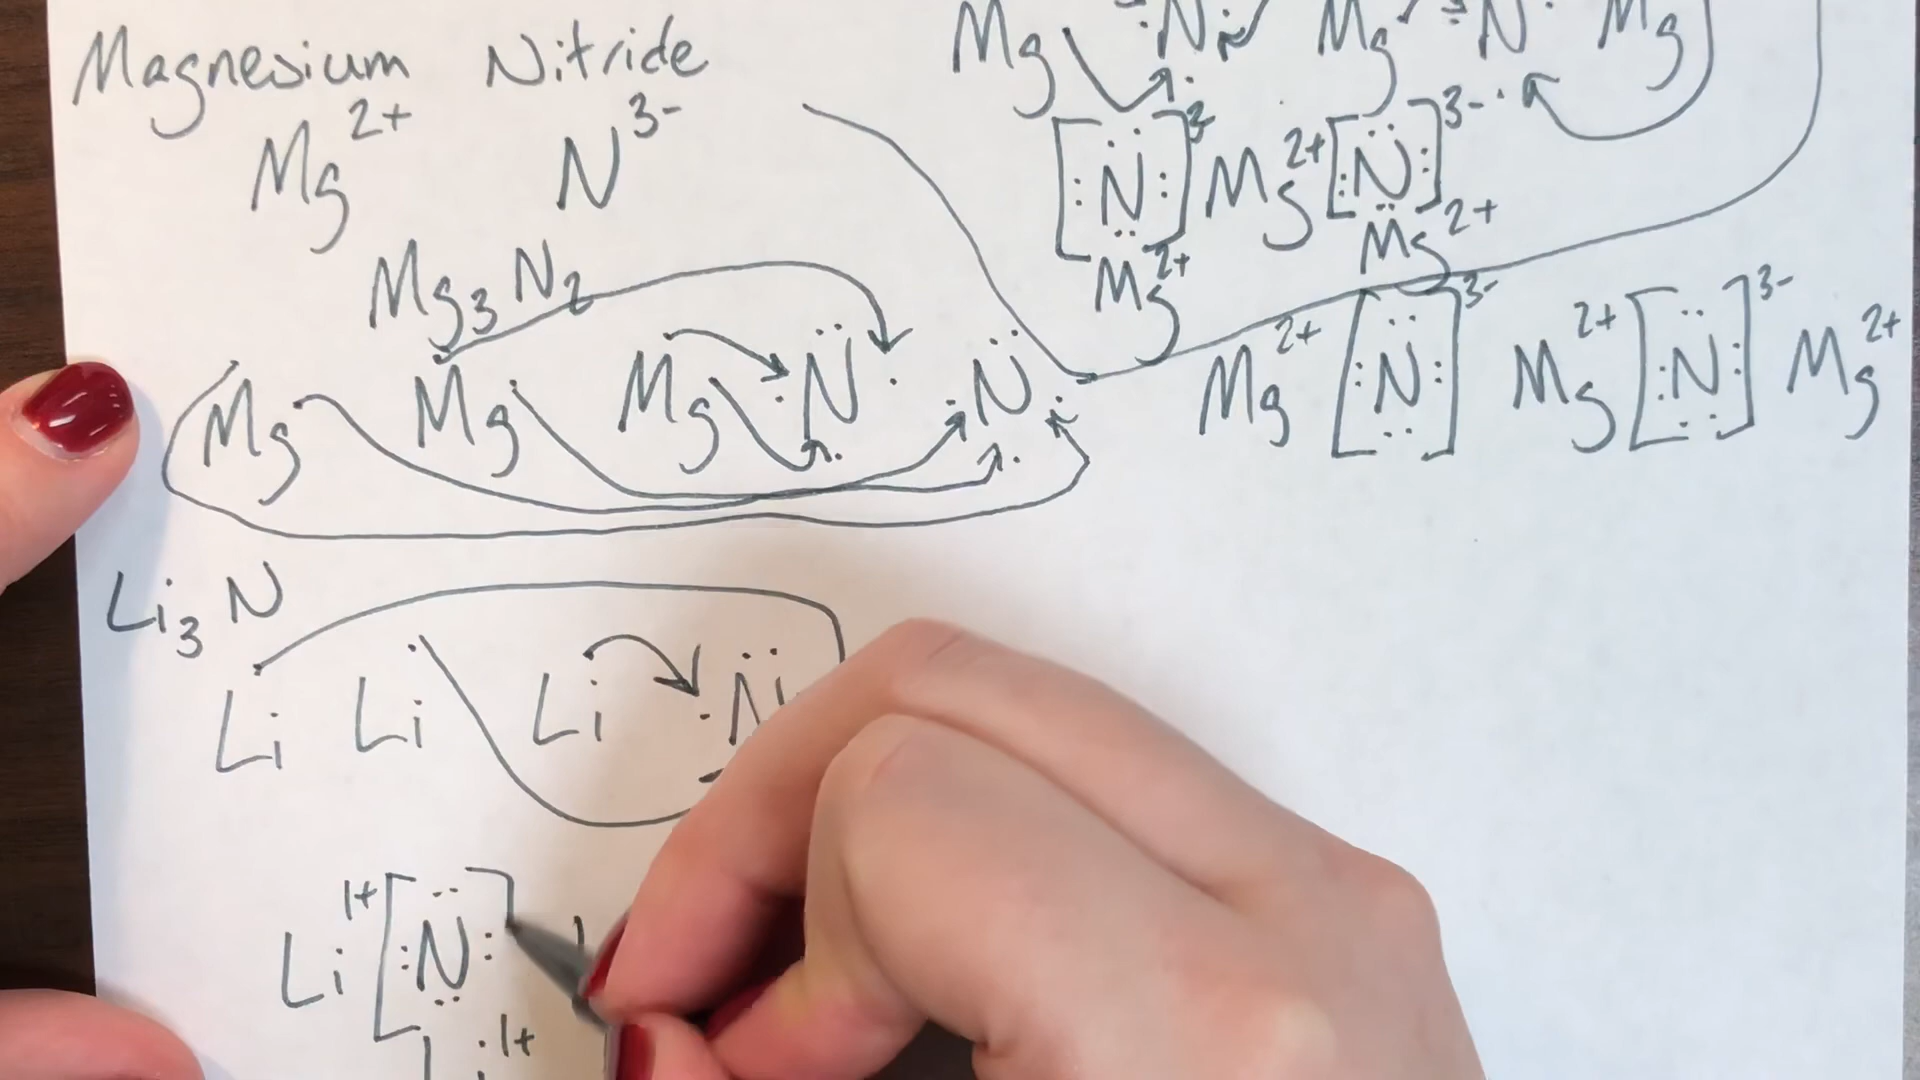 Magnesium Nitride
Mg²⁺ N³⁻
Mg₃N₂
Mg Mg Mg N N
Mg N Mg N Mg
[N]³⁻ Mg²⁺ [N]³⁻
Mg²⁺ Mg²⁺
Mg²⁺ [N]³⁻ Mg²⁺ [N]³⁻ Mg²⁺
Li₃N
Li Li Li N
Li¹⁺ [N]
1+